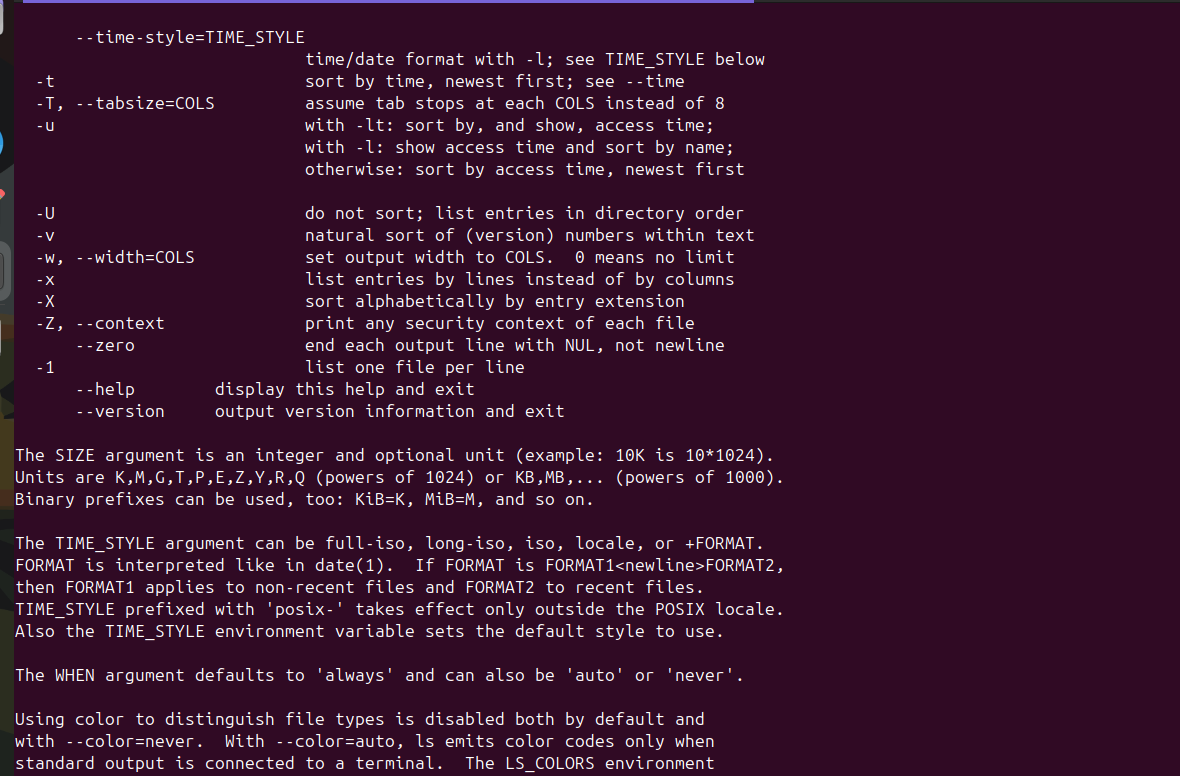 --time-style=TIME_STYLE
time/date format with -l; see TIME_STYLE below
-t sort by time, newest first; see --time
-T, --tabsize=COLS assume tab stops at each COLS instead of 8
-u with -lt: sort by, and show, access time;
with -l: show access time and sort by name;
otherwise: sort by access time, newest first
-U do not sort; list entries in directory order
-v natural sort of (version) numbers within text
-w, --width=COLS set output width to COLS.  0 means no limit
-x list entries by lines instead of by columns
-X sort alphabetically by entry extension
-Z, --context print any security context of each file
--zero end each output line with NUL, not newline
-1 list one file per line
--help display this help and exit
--version output version information and exit
The SIZE argument is an integer and optional unit (example: 10K is 10*1024).
Units are K,M,G,T,P,E,Z,Y,R,Q (powers of 1024) or KB,MB,... (powers of 1000).
Binary prefixes can be used, too: KiB=K, MiB=M, and so on.
The TIME_STYLE argument can be full-iso, long-iso, iso, locale, or +FORMAT.
FORMAT is interpreted like in date(1).  If FORMAT is FORMAT1<newline>FORMAT2,
then FORMAT1 applies to non-recent files and FORMAT2 to recent files.
TIME_STYLE prefixed with 'posix-' takes effect only outside the POSIX locale.
Also the TIME_STYLE environment variable sets the default style to use.
The WHEN argument defaults to 'always' and can also be 'auto' or 'never'.
Using color to distinguish file types is disabled both by default and
with --color=never.  With --color=auto, ls emits color codes only when
standard output is connected to a terminal.  The LS_COLORS environment